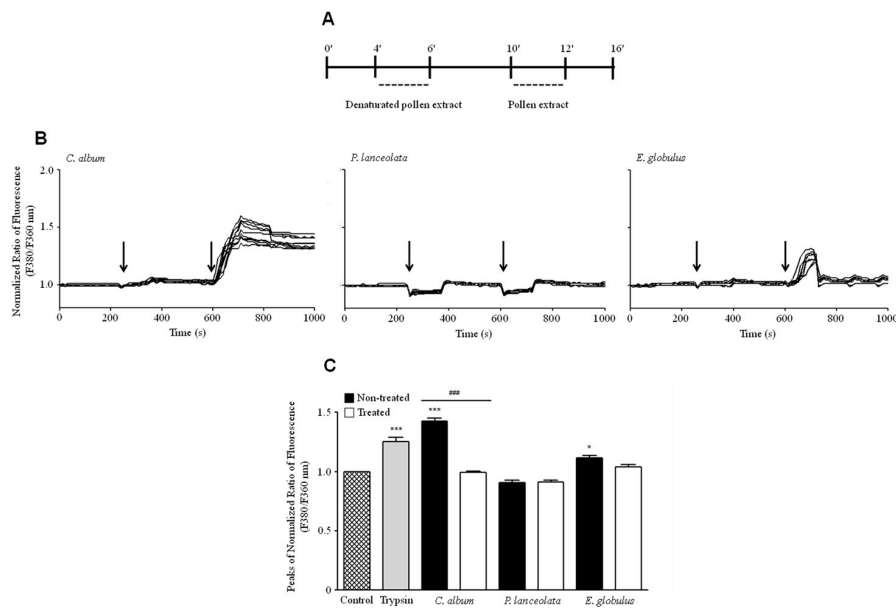 A
0' 4' 6' 10' 12' 16'
Denaturated pollen extract Pollen extract
B
C. album P. lanceolata E. globulus
Normalized Ratio of Fluorescence
(F380/F360 nm)
2.0
1.5
1.0
0 200 400 600 800 1000 0 200 400 600 800 1000 0 200 400 600 800 1000
Time (s) Time (s) Time (s)
C
Peaks of Normalized Ratio of Fluorescence
(F380/F360 nm)
Non-treated
Treated
***
***
###
*
1.5
1.0
0.5
0
Control Trypsin C. album P. lanceolata E. globulus